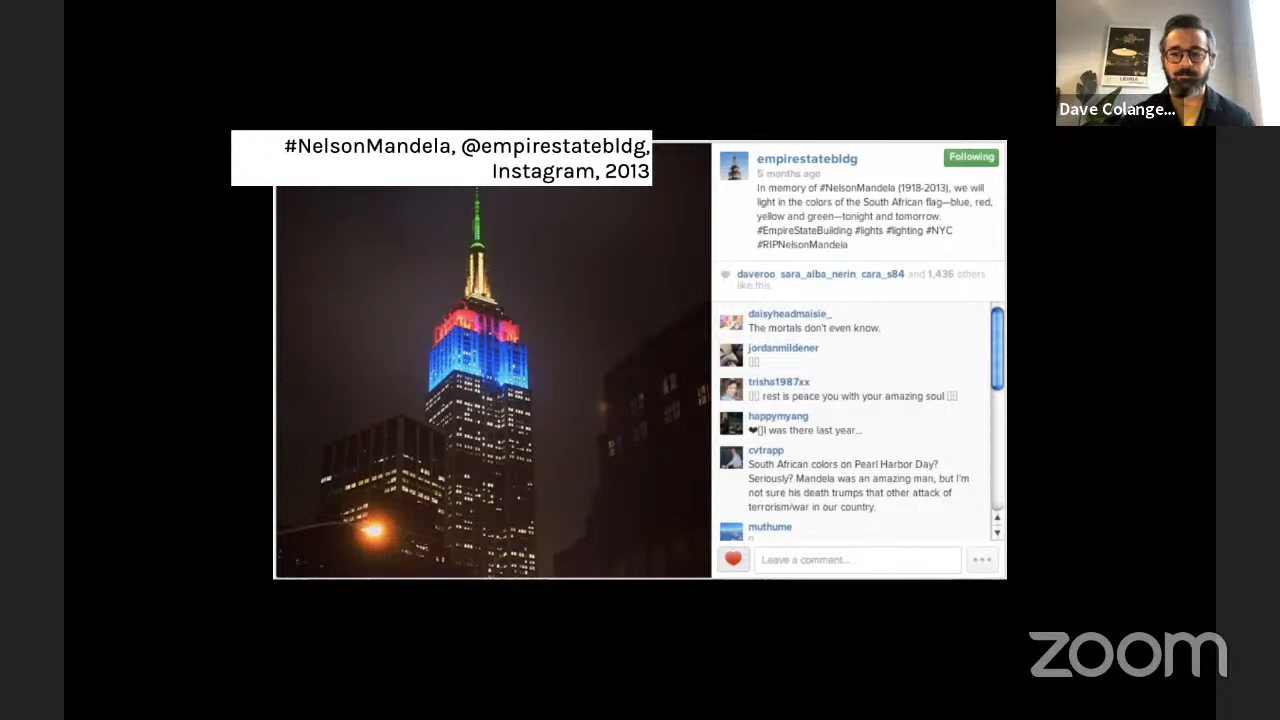 LEIRIA
Dave Colange...
#NelsonMandela, @empirestatebldg,
Instagram, 2013
empirestatebldg
Following
5 months ago
In memory of #NelsonMandela (1918-2013), we will
light in the colors of the South African flag—blue, red,
yellow and green—tonight and tomorrow.
#EmpireStateBuilding #lights #lighting #NYC
#RIPNelsonMandela
daveroo, sara_alba_nerin, cara_s84 and 1,436 others
like this.
daisyheadmaisie_
The mortals don't even know.
jordanmildener
trisha1987xx
rest is peace you with your amazing soul
happymyang
❤I was there last year...
cvtrapp
South African colors on Pearl Harbor Day?
Seriously? Mandela was an amazing man, but I'm
not sure his death trumps that other attack of
terrorism/war in our country.
muthume
Leave a comment...
zoom